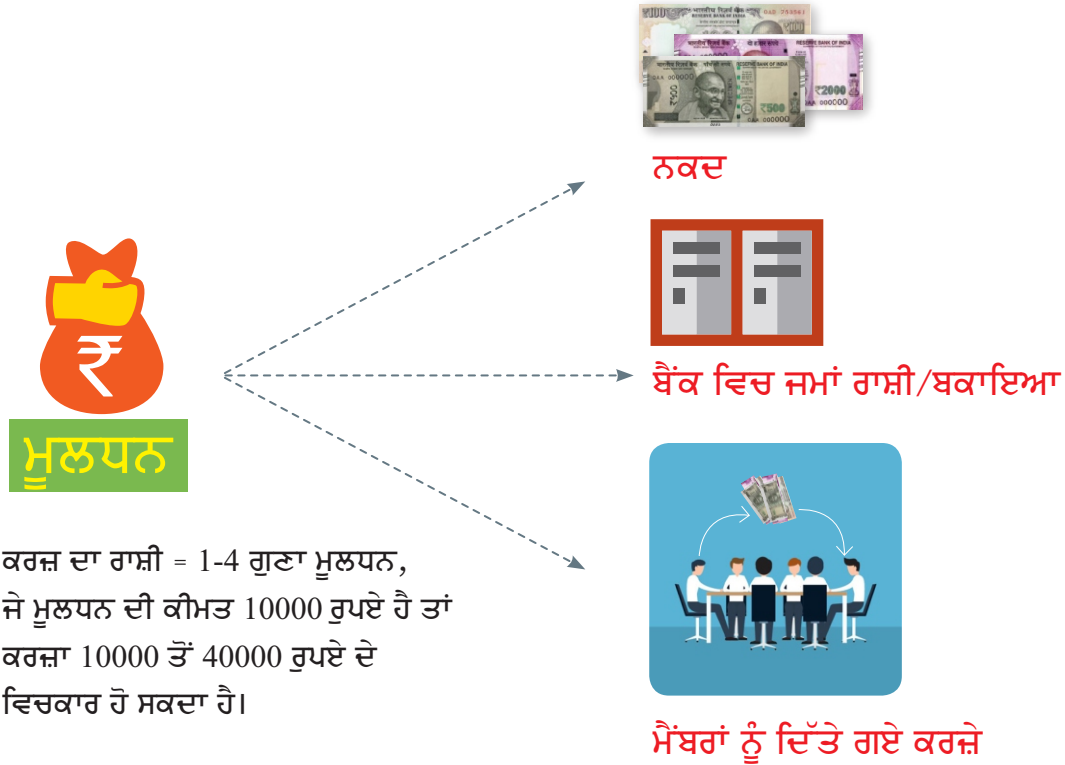 ਨਕਦ
ਬੈਂਕ ਵਿਚ ਜਮਾਂ ਰਾਸ਼ੀ/ਬਕਾਇਆ
ਮੂਲਧਨ
ਕਰਜ਼ ਦਾ ਰਾਸ਼ੀ = 1-4 ਗੁਣਾ ਮੂਲਧਨ,
ਜੇ ਮੂਲਧਨ ਦੀ ਕੀਮਤ 10000 ਰੁਪਏ ਹੈ ਤਾਂ
ਕਰਜ਼ਾ 10000 ਤੋਂ 40000 ਰੁਪਏ ਦੇ
ਵਿਚਕਾਰ ਹੋ ਸਕਦਾ ਹੈ।
ਮੈਂਬਰਾਂ ਨੂੰ ਦਿੱਤੇ ਗਏ ਕਰਜ਼ੇ